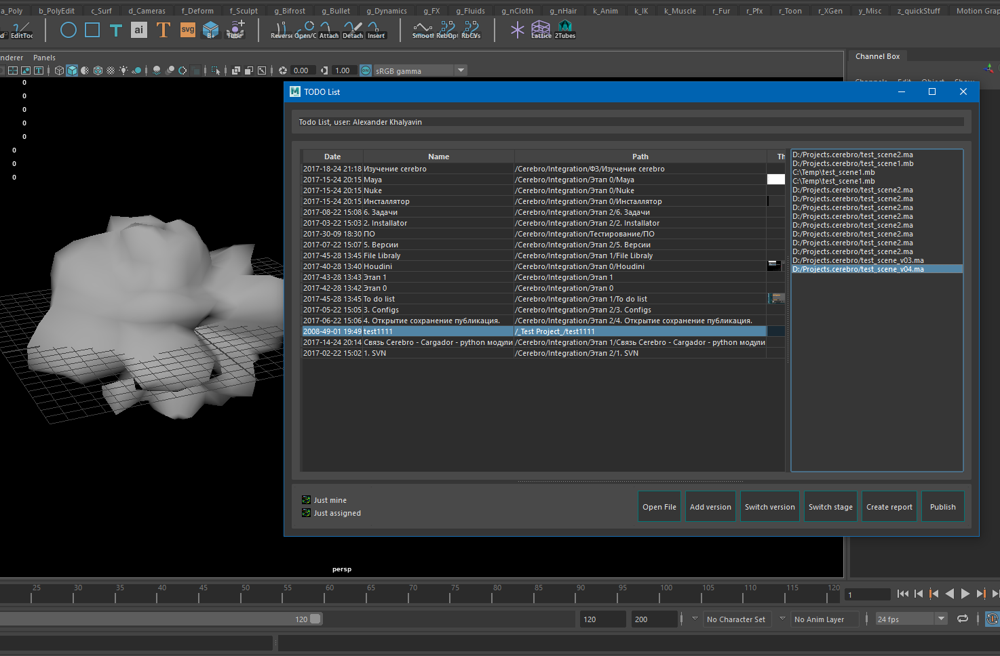 a_Poly b_PolyEdit c_Surf d_Cameras f_Deform f_Sculpt g_Bifrost g_Bullet g_Dynamics g_FX g_Fluids g_nCloth g_nHair k_Anim k_IK k_Muscle r_Fur r_Pfx r_Toon r_XGen y_Misc z_quickStuff Motion Grap
EditToc T ai T svg B+ Tube Reverse Open/C Attach Detach Insert Smooth RebOp RbCVs Lattice 2Tubes
nderer Panels
0.00 1.00 ON sRGB gamma
Channel Box
Channels Edit Object Show
0
0
0
0
0
0
0
0
TODO List
Todo List, user: Alexander Khalyavin
Date Name Path Th
2017-18-24 21:18 Изучение cerebro /Cerebro/Integration/ФЗ/Изучение cerebro
2017-15-24 20:15 Maya /Cerebro/Integration/Этап 0/Maya
2017-15-24 20:15 Nuke /Cerebro/Integration/Этап 0/Nuke
2017-15-24 20:15 Инсталлятор /Cerebro/Integration/Этап 0/Инсталлятор
2017-08-22 15:08 6. Задачи /Cerebro/Integration/Этап 2/6. Задачи
2017-03-22 15:03 2. Installator /Cerebro/Integration/Этап 2/2. Installator
2017-30-09 18:30 ПО /Cerebro/Integration/Тестирование/ПО
2017-07-22 15:07 5. Версии /Cerebro/Integration/Этап 2/5. Версии
2017-45-28 13:45 File Libraly /Cerebro/Integration/Этап 1/File Libraly
2017-40-28 13:40 Houdini /Cerebro/Integration/Этап 0/Houdini
2017-43-28 13:43 Этап 1 /Cerebro/Integration/Этап 1
2017-42-28 13:42 Этап 0 /Cerebro/Integration/Этап 0
2017-45-28 13:45 To do list /Cerebro/Integration/Этап 1/To do list
2017-05-22 15:05 3. Configs /Cerebro/Integration/Этап 2/3. Configs
2017-06-22 15:06 4. Открытие сохранение публикация. /Cerebro/Integration/Этап 2/4. Открытие сохранение публикация.
2008-49-01 19:49 test1111 /_Test Project_/test1111
2017-14-24 20:14 Связь Cerebro - Cargador - python модули /Cerebro/Integration/Этап 1/Связь Cerebro - Cargador - python модули
2017-02-22 15:02 1. SVN /Cerebro/Integration/Этап 2/1. SVN
D:/Projects.cerebro/test_scene2.ma
D:/Projects.cerebro/test_scene1.mb
C:\Temp\test_scene1.mb
C:\Temp\test_scene1.mb
D:/Projects.cerebro/test_scene2.ma
D:/Projects.cerebro/test_scene2.ma
D:/Projects.cerebro/test_scene2.ma
D:/Projects.cerebro/test_scene2.ma
D:/Projects.cerebro/test_scene2.ma
D:/Projects.cerebro/test_scene2.ma
D:/Projects.cerebro/test_scene2.ma
D:/Projects.cerebro/test_scene2.ma
D:/Projects.cerebro/test_scene_v03.ma
D:/Projects.cerebro/test_scene_v04.ma
Just mine
Just assigned
Open File Add version Switch version Switch stage Create report Publish
persp
25 30 35 40 45 50 55 60 65 70 75 80 85 90 95 100 105 110 115 120 1
120 120 200 No Character Set No Anim Layer 24 fps